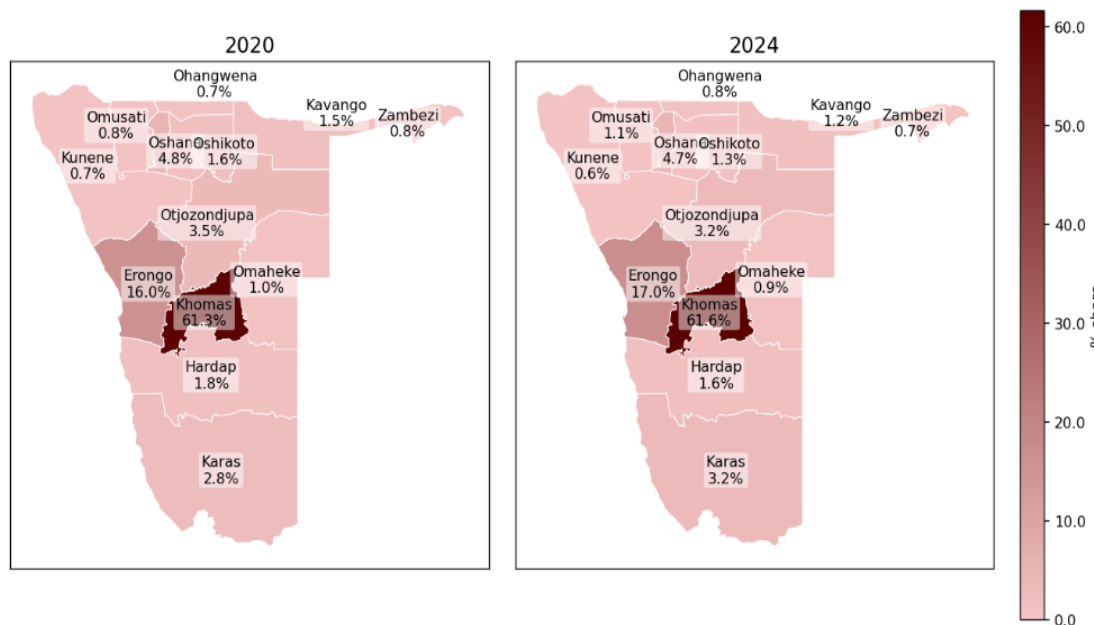 2020
Ohangwena
0.7%
Kavango
1.5%
Zambezi
0.8%
Omusati
0.8%
Oshana
4.8%
Oshikoto
1.6%
Kunene
0.7%
Otjozondjupa
3.5%
Erongo
16.0%
Omaheke
1.0%
Khomas
61.3%
Hardap
1.8%
Karas
2.8%
2024
Ohangwena
0.8%
Kavango
1.2%
Zambezi
0.7%
Omusati
1.1%
Oshana
4.7%
Oshikoto
1.3%
Kunene
0.6%
Otjozondjupa
3.2%
Erongo
17.0%
Omaheke
0.9%
Khomas
61.6%
Hardap
1.6%
Karas
3.2%
60.0
50.0
40.0
30.0
20.0
10.0
0.0